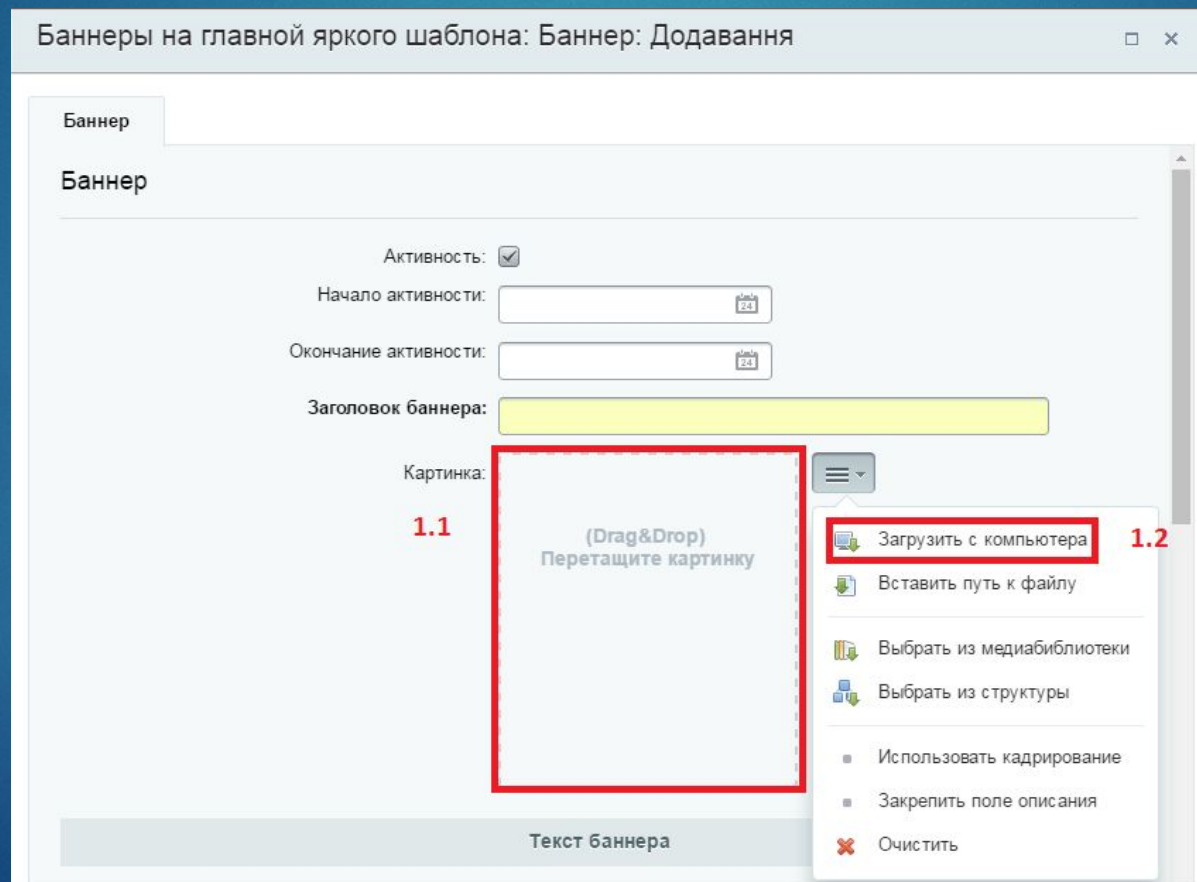 Баннеры на главной яркого шаблона: Баннер: Додавання
Баннер
Баннер
Активность:
Начало активности:
24
Окончание активности:
24
Заголовок баннера:
Картинка:
1.1
(Drag&Drop)
Перетащите картинку
Загрузить с компьютера
1.2
Вставить путь к файлу
Выбрать из медиабиблиотеки
Выбрать из структуры
Использовать кадрирование
Закрепить поле описания
Очистить
Текст баннера